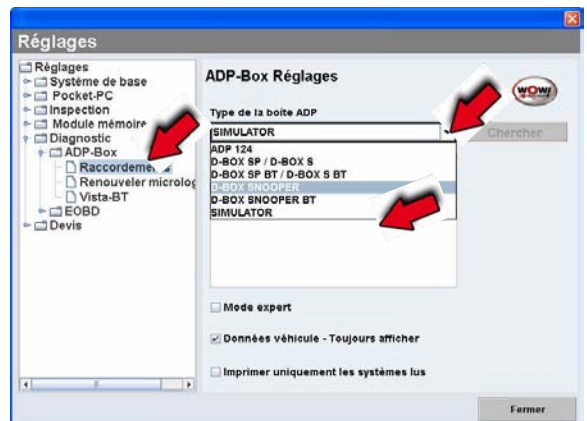 Réglages
Réglages
Système de base
Pocket-PC
Inspection
Module mémoire
Diagnostic
ADP-Box
Raccordeme
Renouveler microlog
Vista-BT
EOBD
Devis
ADP-Box Réglages
WOW!
Type de la boite ADP
SIMULATOR
Chercher
ADP 124
D-BOX SP / D-BOX S
D-BOX SP BT / D-BOX S BT
D-BOX SNOOPER
D-BOX SNOOPER BT
SIMULATOR
Mode expert
Données véhicule - Toujours afficher
Imprimer uniquement les systèmes lus
Fermer